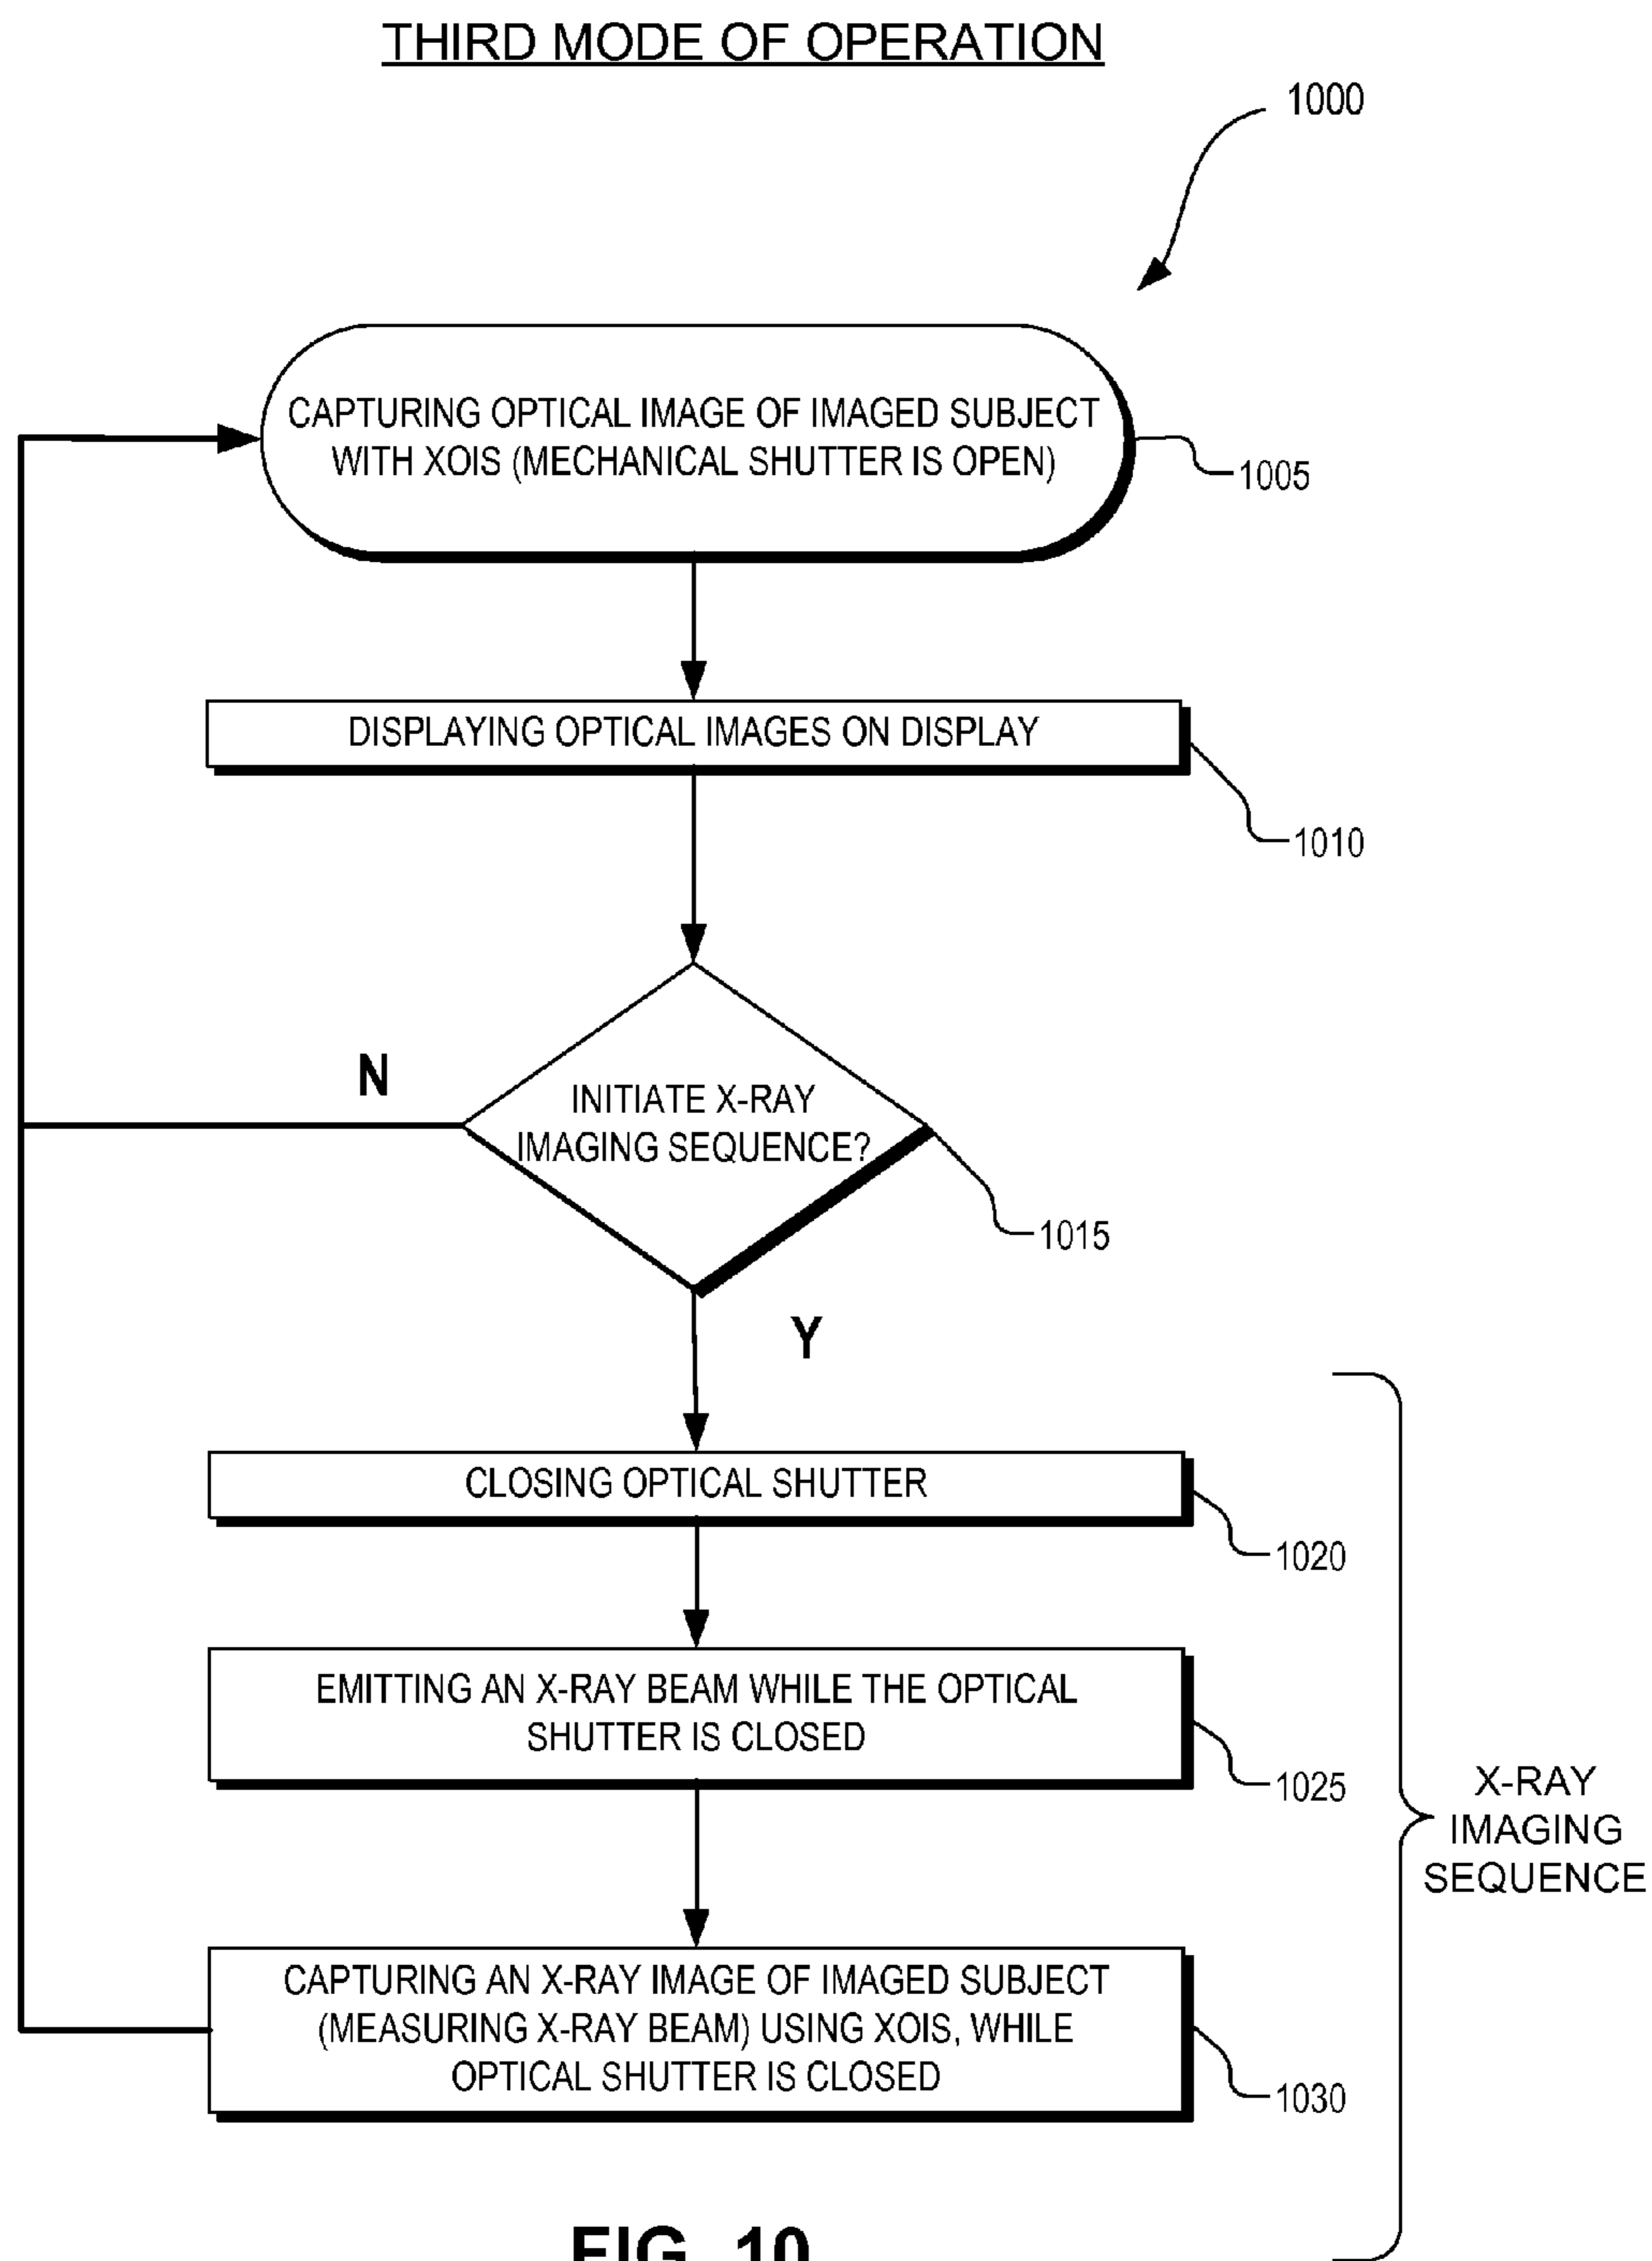 THIRD MODE OF OPERATION
1000
CAPTURING OPTICAL IMAGE OF IMAGED SUBJECT
WITH XOIS (MECHANICAL SHUTTER IS OPEN)
1005
DISPLAYING OPTICAL IMAGES ON DISPLAY
1010
N
INITIATE X-RAY
IMAGING SEQUENCE?
1015
Y
CLOSING OPTICAL SHUTTER
1020
EMITTING AN X-RAY BEAM WHILE THE OPTICAL
SHUTTER IS CLOSED
1025
X-RAY
IMAGING
SEQUENCE
CAPTURING AN X-RAY IMAGE OF IMAGED SUBJECT
(MEASURING X-RAY BEAM) USING XOIS, WHILE
OPTICAL SHUTTER IS CLOSED
1030
FIG. 10